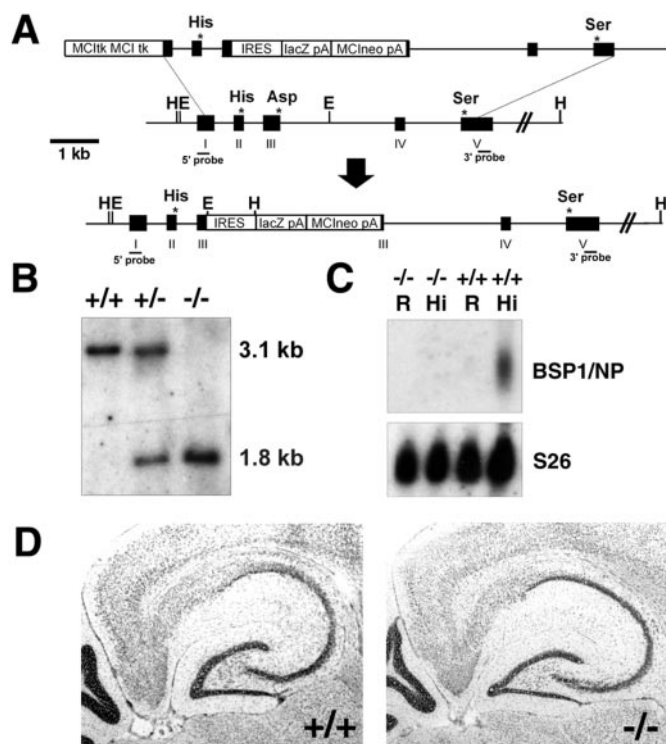 A
MCItk MCI tk
His
*
IRES
lacZ pA
MCIneo pA
Ser
*
HE
His
*
Asp
*
E
Ser
*
H
I
II
III
IV
V
5' probe
3' probe
1 kb
HE
His
*
E
H
Ser
*
H
I
II
III
IRES
lacZ pA
MCIneo pA
III
IV
V
5' probe
3' probe
B
+/+ +/- -/-
3.1 kb
1.8 kb
C
-/- -/- +/+ +/+
R Hi R Hi
BSP1/NP
S26
D
+/+
-/-